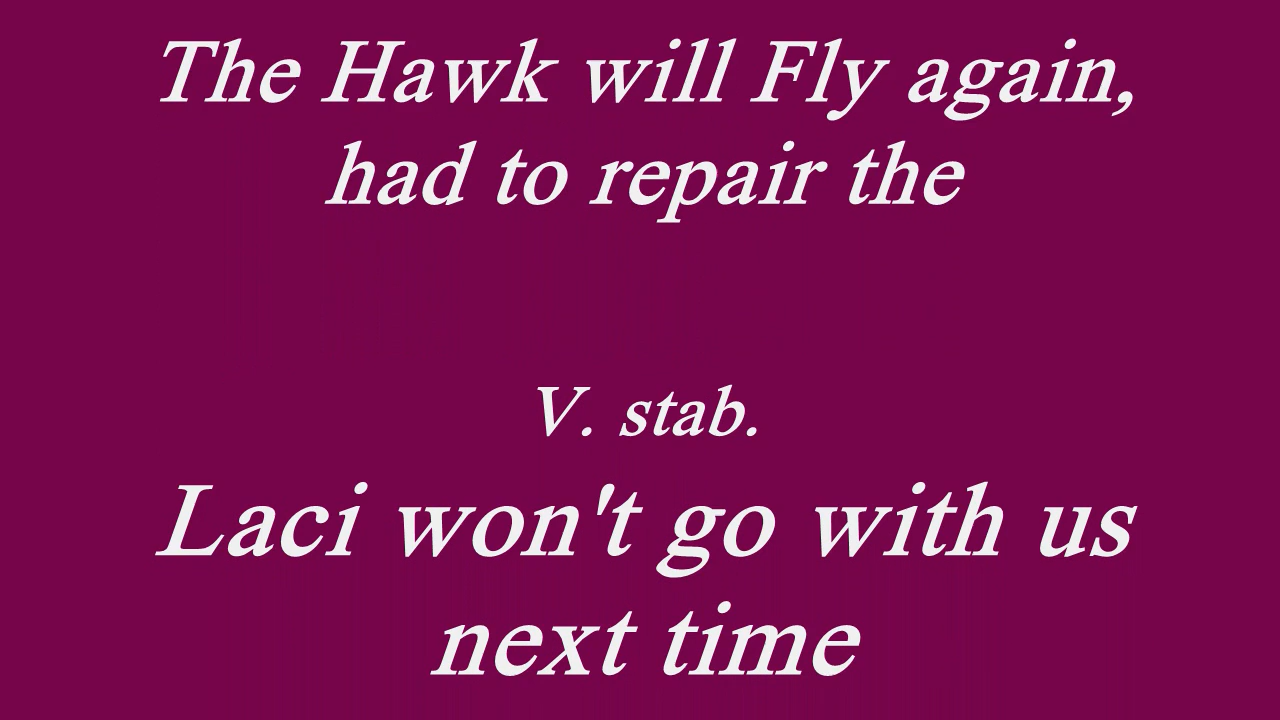 The Hawk will Fly again,
had to repair the
V. stab.
Laci won't go with us
next time